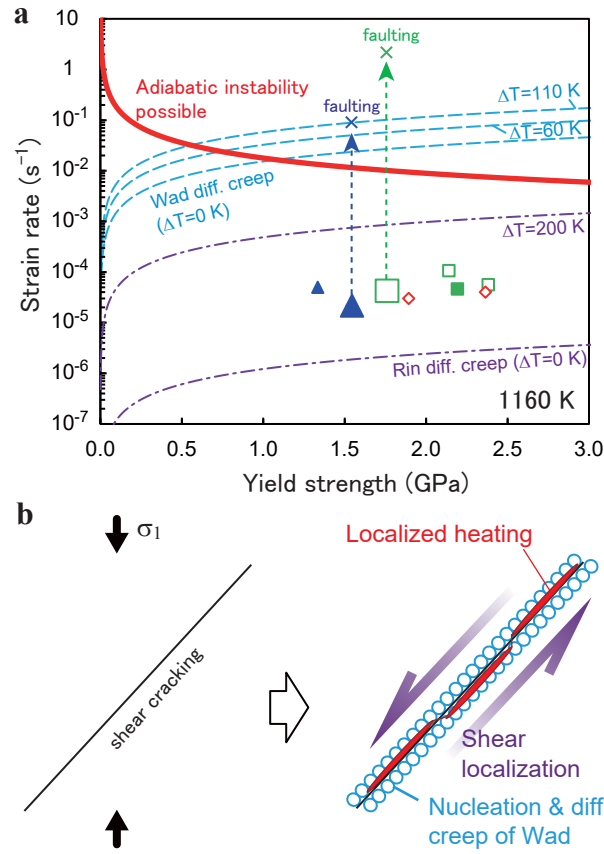 a
10
1
10⁻¹
10⁻²
10⁻³
10⁻⁴
10⁻⁵
10⁻⁶
10⁻⁷
Strain rate (s⁻¹)
faulting
faulting
Adiabatic instability
possible
ΔT=110 K
ΔT=60 K
Wad diff. creep
(ΔT=0 K)
ΔT=200 K
Rin diff. creep (ΔT=0 K)
1160 K
0.0
0.5
1.0
1.5
2.0
2.5
3.0
Yield strength (GPa)
b
σ₁
shear cracking
Localized heating
Shear
localization
Nucleation & diff
creep of Wad